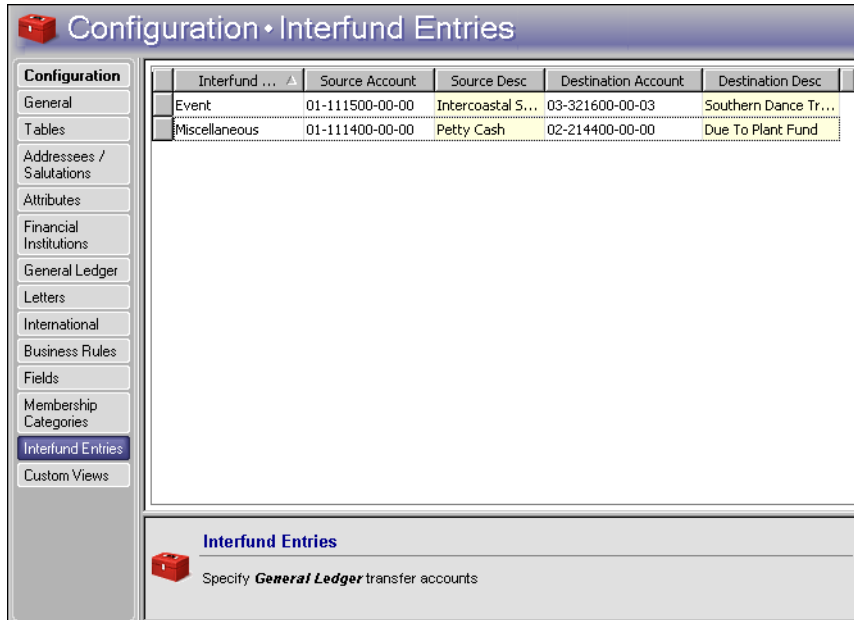 Configuration · Interfund Entries
Configuration
General
Tables
Addressees /
Salutations
Attributes
Financial
Institutions
General Ledger
Letters
International
Business Rules
Fields
Membership
Categories
Interfund Entries
Custom Views
Interfund ... Source Account Source Desc Destination Account Destination Desc
Event 01-111500-00-00 Intercoastal S... 03-321600-00-03 Southern Dance Tr...
Miscellaneous 01-111400-00-00 Petty Cash 02-214400-00-00 Due To Plant Fund
Interfund Entries
Specify General Ledger transfer accounts